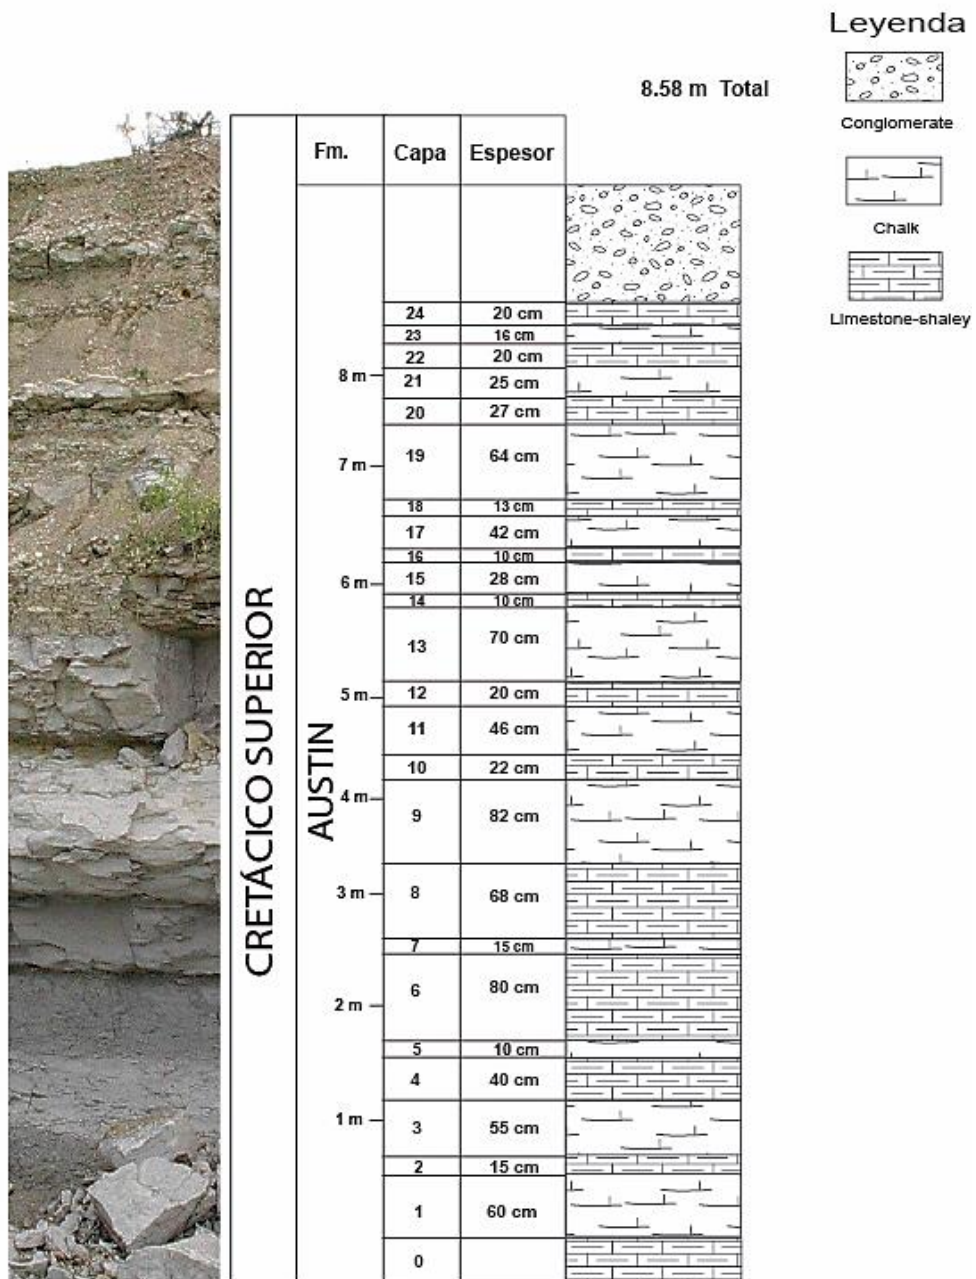 Leyenda
8.58 m Total
Conglomerate
Chalk
Limestone-shaley
Fm. Capa Espesor
CRETÁCICO SUPERIOR
AUSTIN
24 20 cm
23 16 cm
22 20 cm
8 m
21 25 cm
20 27 cm
19 64 cm
7 m
18 13 cm
17 42 cm
16 10 cm
6 m 15 28 cm
14 10 cm
13 70 cm
5 m 12 20 cm
11 46 cm
10 22 cm
4 m
9 82 cm
3 m 8 68 cm
7 15 cm
6 80 cm
2 m
5 10 cm
4 40 cm
1 m
3 55 cm
2 15 cm
1 60 cm
0